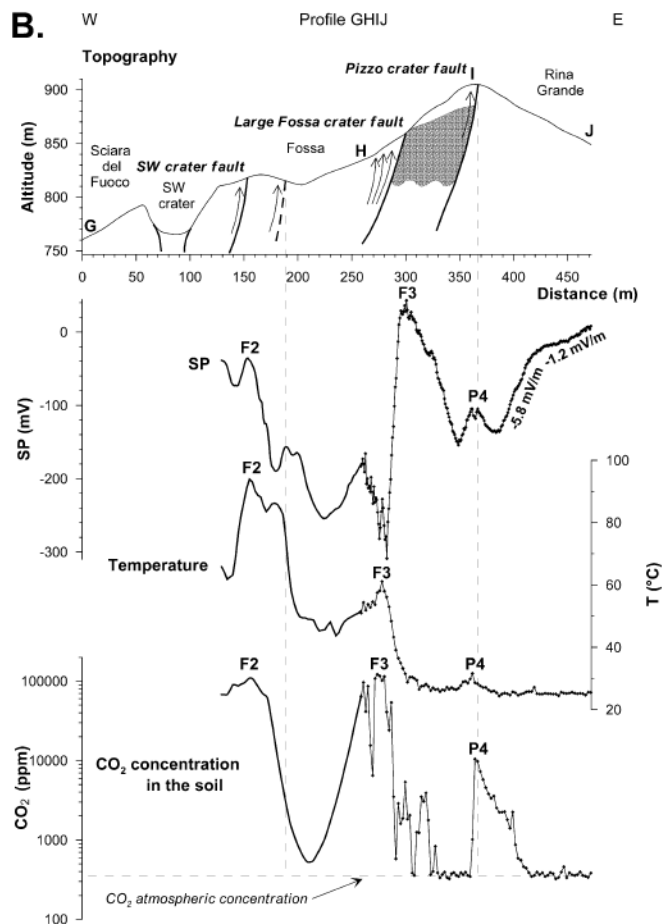 B.
W
Profile GHIJ
E
Topography
Pizzo crater fault
I
Rina
Grande
Large Fossa crater fault
Fossa
H
J
Sciara
del
Fuoco
SW crater fault
SW
crater
G
Altitude (m)
900
850
800
750
0 50 100 150 200 250 300 350 400 450
Distance (m)
F3
F2
SP
P4
-5.8 mV/m
-1.2 mV/m
SP (mV)
0
-100
-200
-300
F2
Temperature
F3
P4
100
80
60
40
20
T (°C)
F2
F3
P4
CO2 concentration
in the soil
CO2 (ppm)
100000
10000
1000
100
CO2 atmospheric concentration